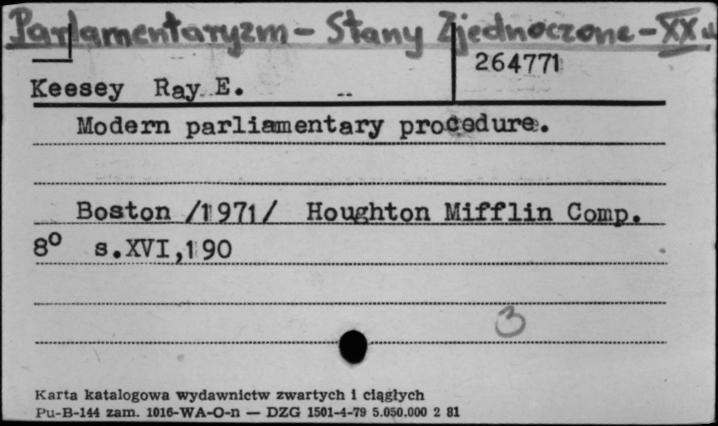 Parlamentaryzm - Stany Zjednoczone - XX w
264771
Keesey Ray E.
Modern parliamentary procedure.
Boston /1971/ Houghton Mifflin Comp.
8° s.XVI,190
3
Karta katalogowa wydawnictw zwartych i ciągłych
Pu-B-144 zam. 1016-WA-O-n — DZG 1501-4-79 5.050.000 2 81